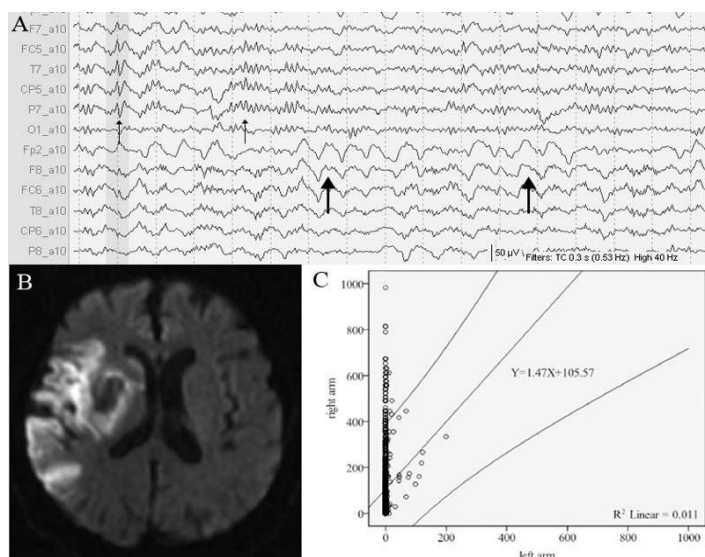 A
F7_a10
FC5_a10
T7_a10
CP5_a10
P7_a10
O1_a10
Fp2_a10
F8_a10
FC6_a10
T8_a10
CP6_a10
P8_a10
50 µV
Filters: TC 0.3 s (0.53 Hz) High 40 Hz
B
C
1000
800
600
400
200
0
right arm
Y=1.47X+105.57
R² Linear = 0.011
0 200 400 600 800 1000
left arm